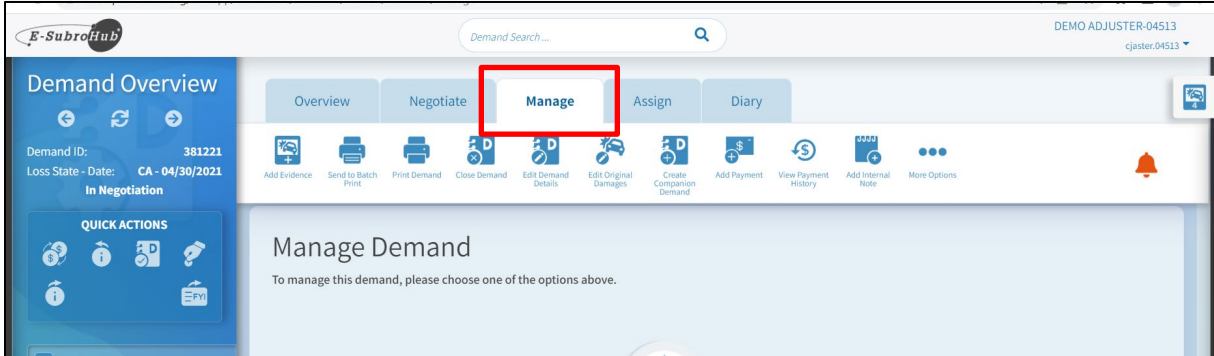 E-SubroHub
Demand Search ...
DEMO ADJUSTER-04513
cjaster.04513
Demand Overview
Demand ID: 381221
Loss State - Date: CA - 04/30/2021
In Negotiation
QUICK ACTIONS
FYI
Overview Negotiate Manage Assign Diary
4
Add Evidence
Send to Batch
Print
Print Demand
Close Demand
Edit Demand
Details
Edit Original
Damages
Create
Companion
Demand
Add Payment
View Payment
History
Add Internal
Note
More Options
Manage Demand
To manage this demand, please choose one of the options above.